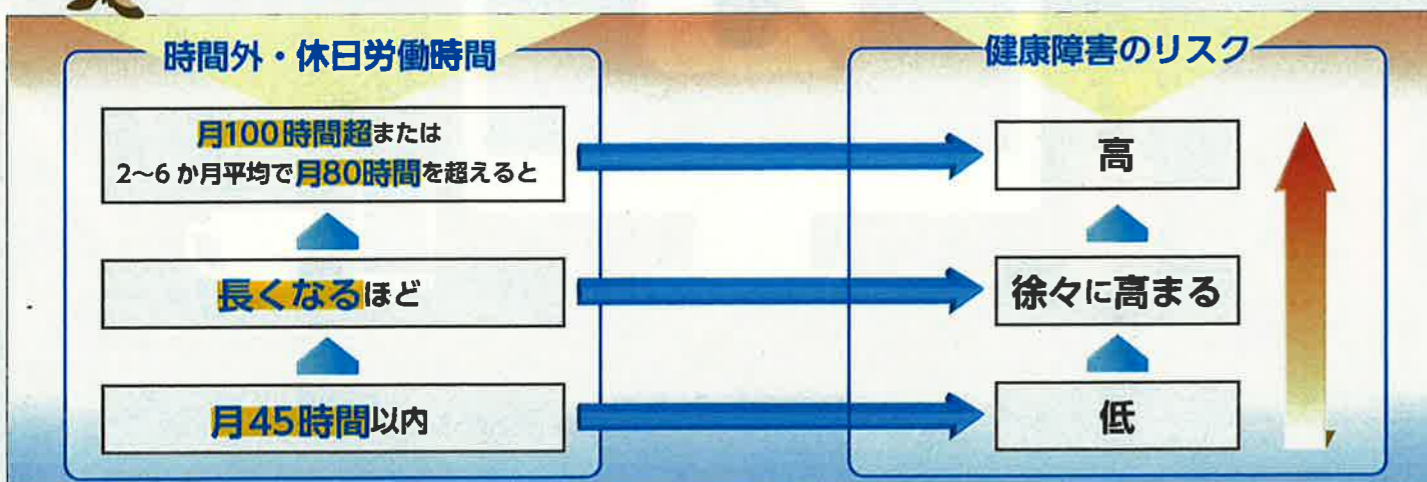 時間外・休日労働時間
月100時間超または
2～6か月平均で月80時間を超えると
長くなるほど
月45時間以内
健康障害のリスク
高
徐々に高まる
低